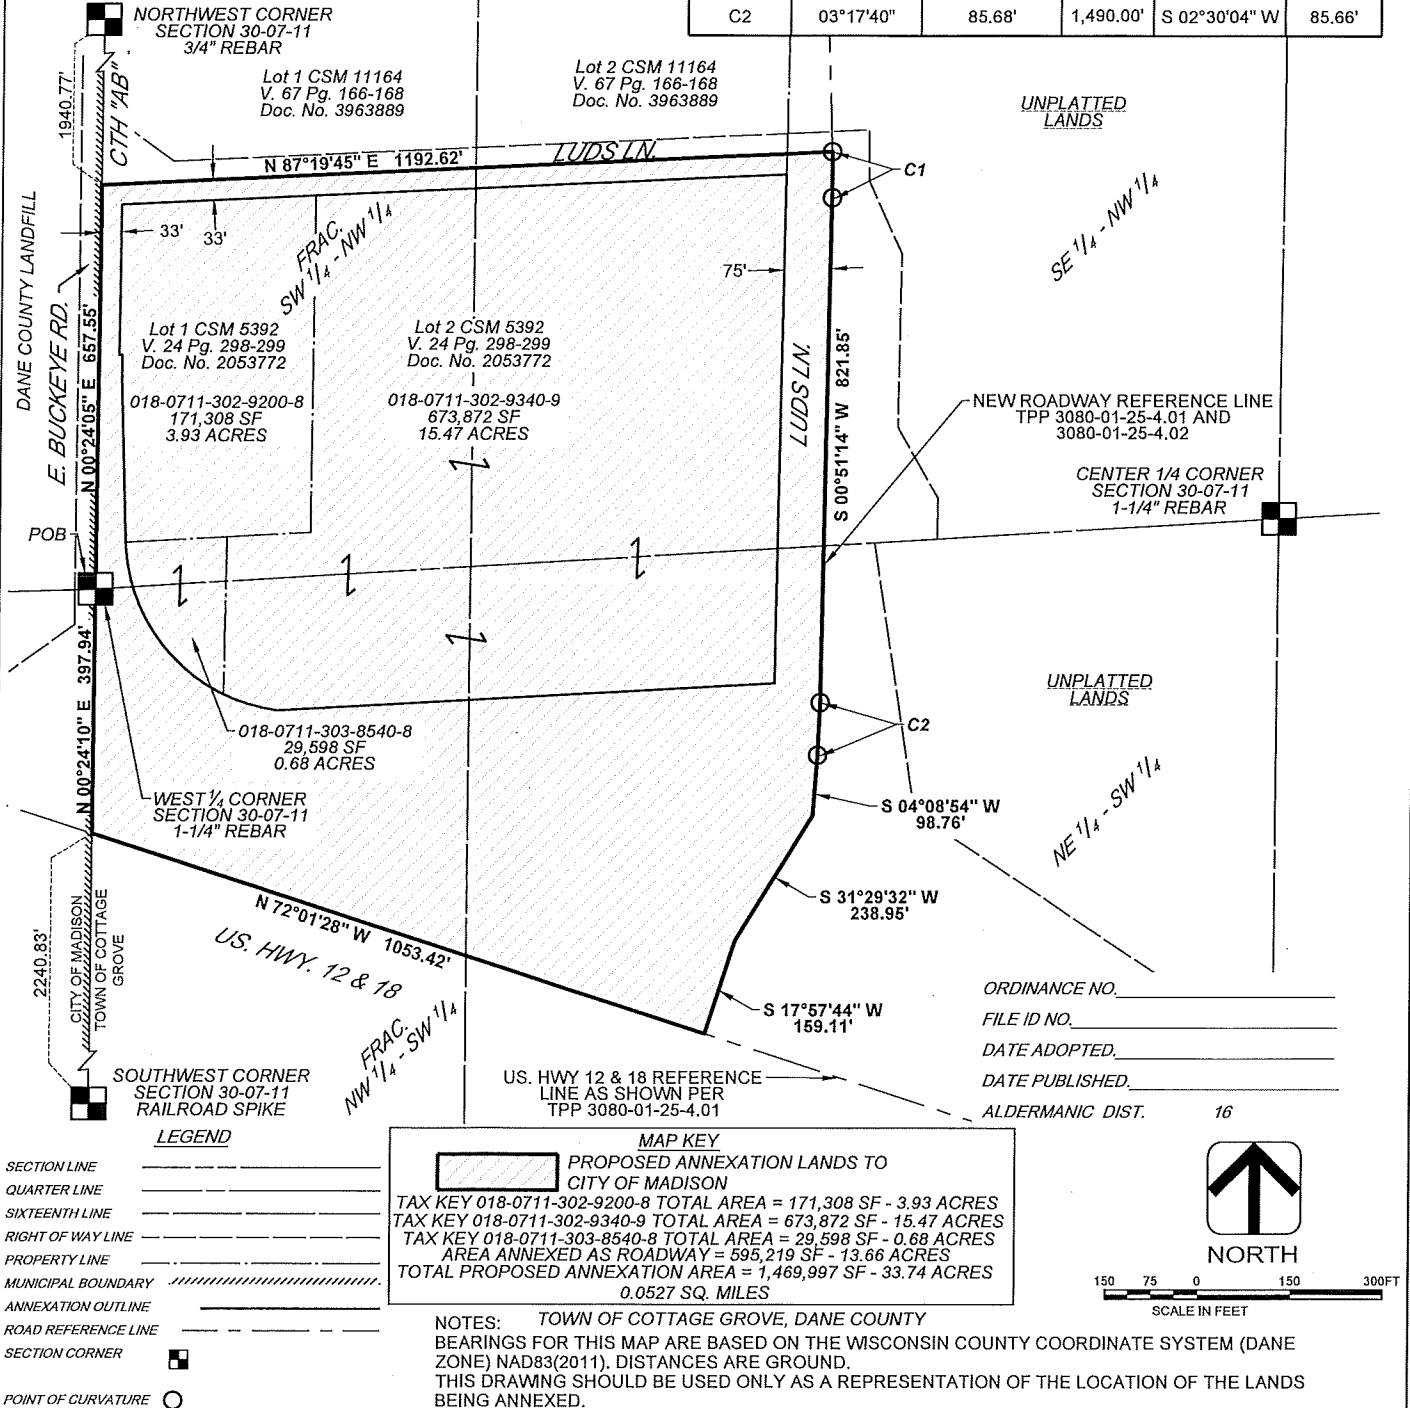 C2 03°17'40" 85.68' 1,490.00' S 02°30'04" W 85.66'
NORTHWEST CORNER
SECTION 30-07-11
3/4" REBAR
1940.77'
CTH "AB"
Lot 1 CSM 11164
V. 67 Pg. 166-168
Doc. No. 3963889
Lot 2 CSM 11164
V. 67 Pg. 166-168
Doc. No. 3963889
UNPLATTED
LANDS
N 87°19'45" E 1192.62'
LUDS LN.
C1
DANE COUNTY LANDFILL
E. BUCKEYE RD.
N 00°24'05" E 657.55'
33'
33'
FRAC.
SW 1/4 - NW 1/4
SE 1/4 - NW 1/4
75'
LUDS LN.
S 00°51'14" W 821.85'
Lot 1 CSM 5392
V. 24 Pg. 298-299
Doc. No. 2053772
018-0711-302-9200-8
171,308 SF
3.93 ACRES
Lot 2 CSM 5392
V. 24 Pg. 298-299
Doc. No. 2053772
018-0711-302-9340-9
673,872 SF
15.47 ACRES
NEW ROADWAY REFERENCE LINE
TPP 3080-01-25-4.01 AND
3080-01-25-4.02
CENTER 1/4 CORNER
SECTION 30-07-11
1-1/4" REBAR
POB
N 00°24'10" E 397.94'
UNPLATTED
LANDS
018-0711-303-8540-8
29,598 SF
0.68 ACRES
C2
WEST 1/4 CORNER
SECTION 30-07-11
1-1/4" REBAR
S 04°08'54" W
98.76'
NE 1/4 - SW 1/4
S 31°29'32" W
238.95'
N 72°01'28" W 1053.42'
US. HWY. 12 & 18
2240.83'
CITY OF MADISON
TOWN OF COTTAGE
GROVE
S 17°57'44" W
159.11'
FRAC.
NW 1/4 - SW 1/4
ORDINANCE NO.
FILE ID NO.
DATE ADOPTED.
DATE PUBLISHED.
ALDERMANIC DIST. 16
SOUTHWEST CORNER
SECTION 30-07-11
RAILROAD SPIKE
US. HWY 12 & 18 REFERENCE
LINE AS SHOWN PER
TPP 3080-01-25-4.01
LEGEND
SECTION LINE
QUARTER LINE
SIXTEENTH LINE
RIGHT OF WAY LINE
PROPERTY LINE
MUNICIPAL BOUNDARY
ANNEXATION OUTLINE
ROAD REFERENCE LINE
SECTION CORNER
POINT OF CURVATURE
MAP KEY
PROPOSED ANNEXATION LANDS TO
CITY OF MADISON
TAX KEY 018-0711-302-9200-8 TOTAL AREA = 171,308 SF - 3.93 ACRES
TAX KEY 018-0711-302-9340-9 TOTAL AREA = 673,872 SF - 15.47 ACRES
TAX KEY 018-0711-303-8540-8 TOTAL AREA = 29,598 SF - 0.68 ACRES
AREA ANNEXED AS ROADWAY = 595,219 SF - 13.66 ACRES
TOTAL PROPOSED ANNEXATION AREA = 1,469,997 SF - 33.74 ACRES
0.0527 SQ. MILES
NORTH
150 75 0 150 300FT
SCALE IN FEET
NOTES: TOWN OF COTTAGE GROVE, DANE COUNTY
BEARINGS FOR THIS MAP ARE BASED ON THE WISCONSIN COUNTY COORDINATE SYSTEM (DANE
ZONE) NAD83(2011). DISTANCES ARE GROUND.
THIS DRAWING SHOULD BE USED ONLY AS A REPRESENTATION OF THE LOCATION OF THE LANDS
BEING ANNEXED.